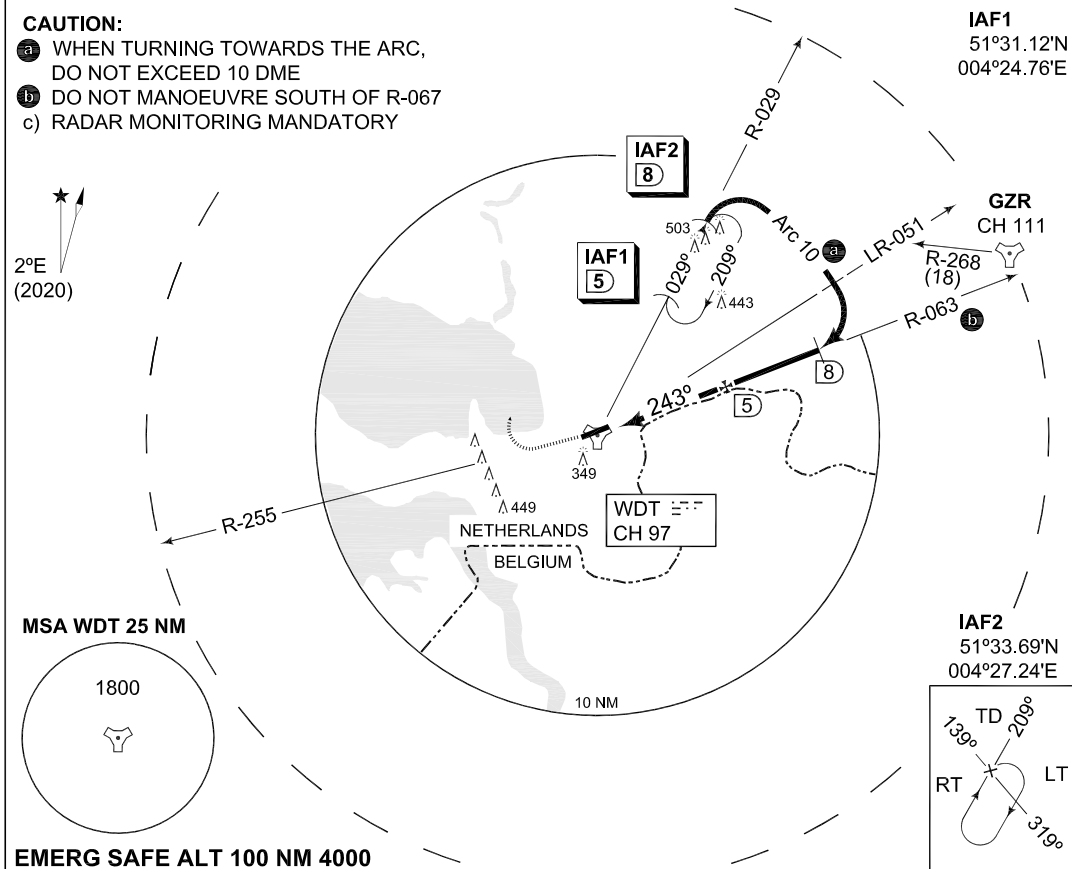 CAUTION:
a WHEN TURNING TOWARDS THE ARC,
DO NOT EXCEED 10 DME
b DO NOT MANOEUVRE SOUTH OF R-067
c) RADAR MONITORING MANDATORY
IAF1
51º31.12'N
004º24.76'E
R-029
IAF2
8
503
IAF1
5
029º
209º
443
Arc 10
a
LR-051
GZR
CH 111
R-268
(18)
R-063
b
2ºE
(2020)
8
243º
5
349
449
R-255
WDT
CH 97
NETHERLANDS
BELGIUM
10 NM
MSA WDT 25 NM
1800
IAF2
51º33.69'N
004º27.24'E
TD
139º
209º
RT
LT
319º
EMERG SAFE ALT 100 NM 4000